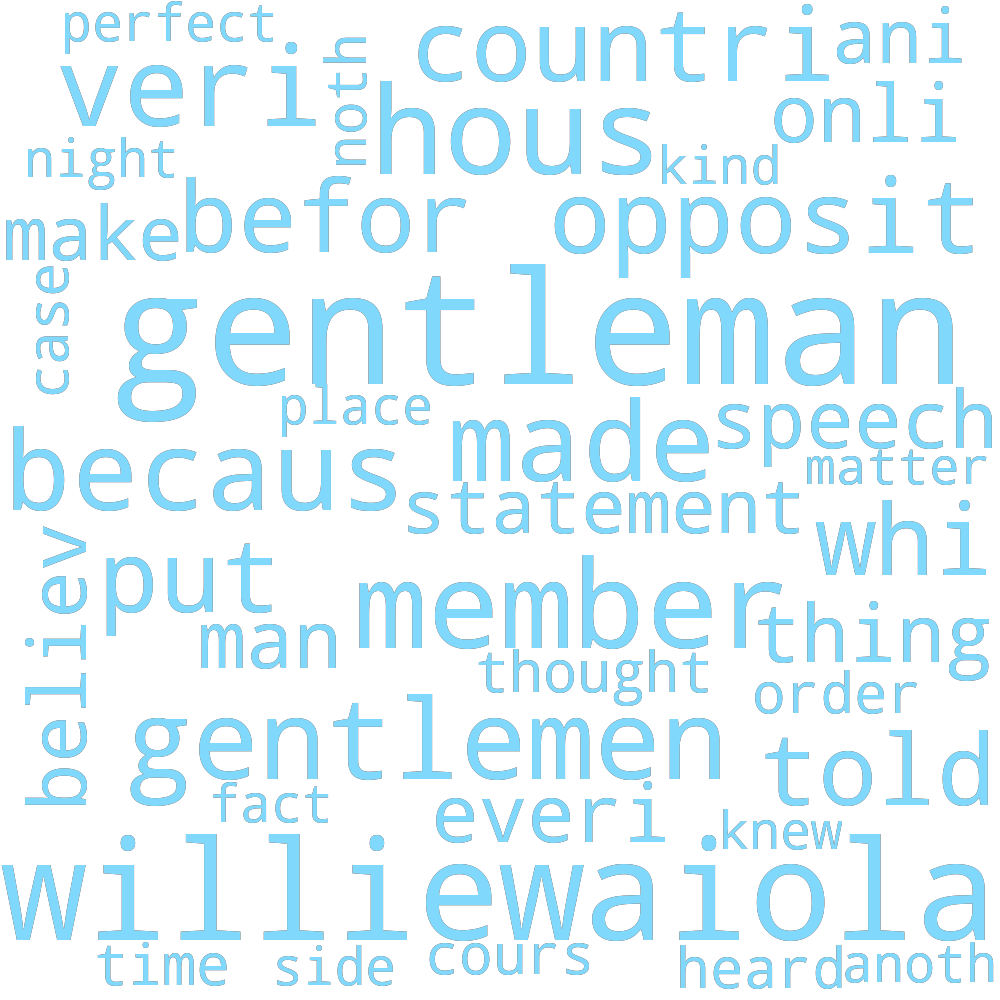 perfect
countri
ani
veri
noth
hous
onli
night
kind
make
befor
opposit
case
gentleman
place
speech
becaus
made
matter
statement
whi
believ
put
member
man
thing
thought
order
gentlemen
told
fact
everi
knew
williewaiola
time
side
cours
heard
anoth